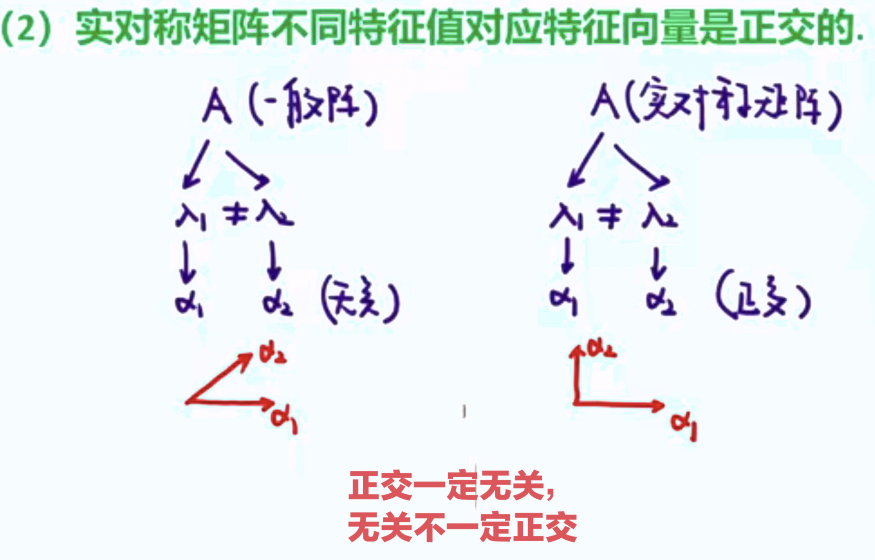 (2) 实对称矩阵不同特征值对应特征向量是正交的.
A(一般阵) A(实对称矩阵)
λ₁ ≠ λ₂ λ₁ ≠ λ₂
α₁ α₂ (无关) α₁ α₂ (正交)
α₂ α₂
α₁ α₁
正交一定无关，
无关不一定正交